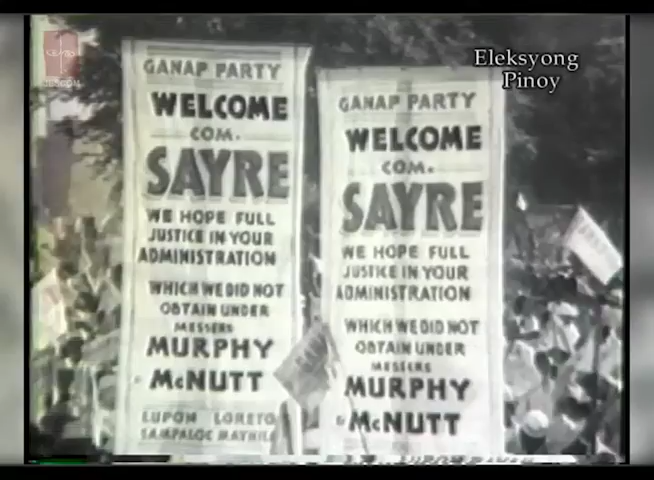 Eleksyong
Pinoy
GANAP PARTY
WELCOME
COM.
SAYRE
WE HOPE FULL
JUSTICE IN YOUR
ADMINISTRATION
WHICH WE DID NOT
OBTAIN UNDER
MESSERS
MURPHY
McNUTT
LUPON LORETO
SAMPALOC MAYNILA
GANAP PARTY
WELCOME
COM.
SAYRE
WE HOPE FULL
JUSTICE IN YOUR
ADMINISTRATION
WHICH WE DID NOT
OBTAIN UNDER
MESSERS
MURPHY
& McNUTT